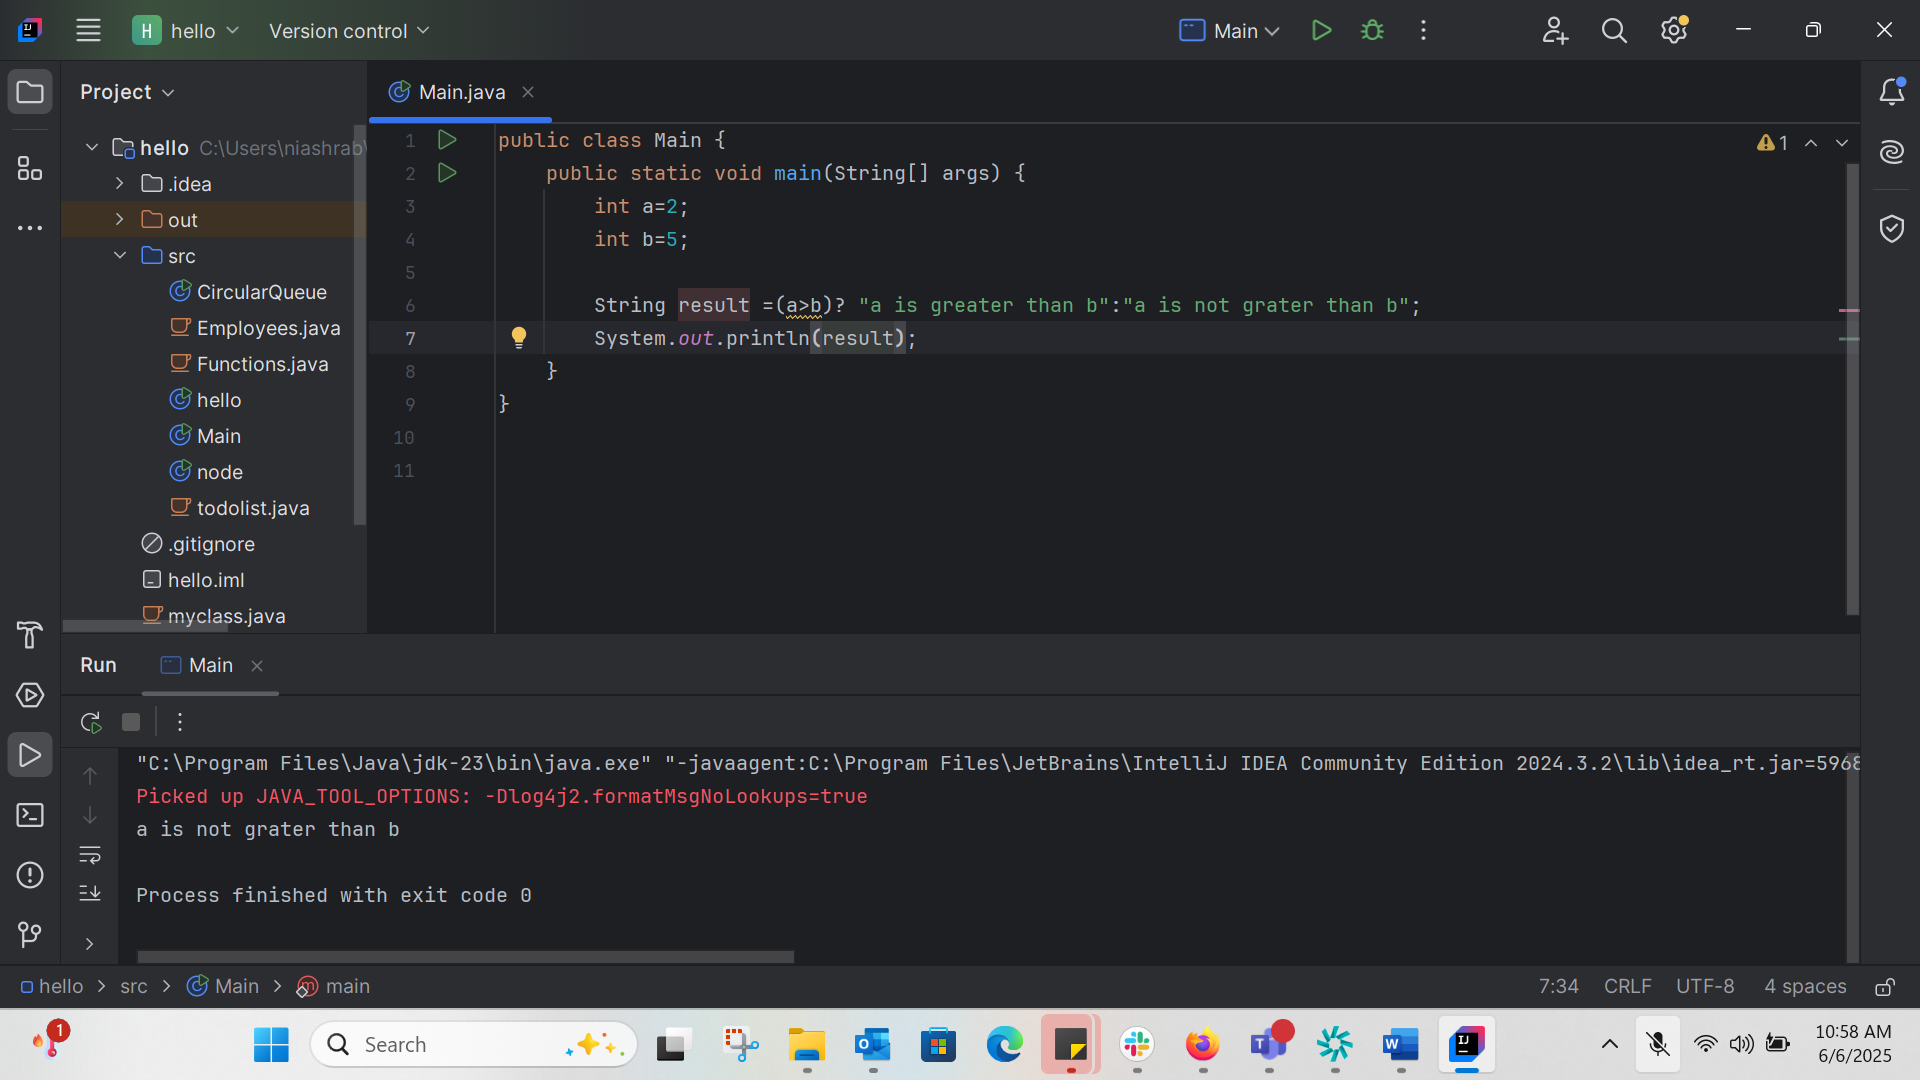 H hello Version control Main
Project
Main.java
hello C:\Users\niashrab\
.idea
out
src
CircularQueue
Employees.java
Functions.java
hello
Main
node
todolist.java
.gitignore
hello.iml
myclass.java
1 public class Main {
2 public static void main(String[] args) {
3 int a=2;
4 int b=5;
5
6 String result =(a>b)? "a is greater than b":"a is not grater than b";
7 System.out.println(result);
8 }
9 }
10
11
1
Run Main
"C:\Program Files\Java\jdk-23\bin\java.exe" "-javaagent:C:\Program Files\JetBrains\IntelliJ IDEA Community Edition 2024.3.2\lib\idea_rt.jar=5968
Picked up JAVA_TOOL_OPTIONS: -Dlog4j2.formatMsgNoLookups=true
a is not grater than b
Process finished with exit code 0
hello > src > Main > main 7:34 CRLF UTF-8 4 spaces
1
Search
10:58 AM
6/6/2025